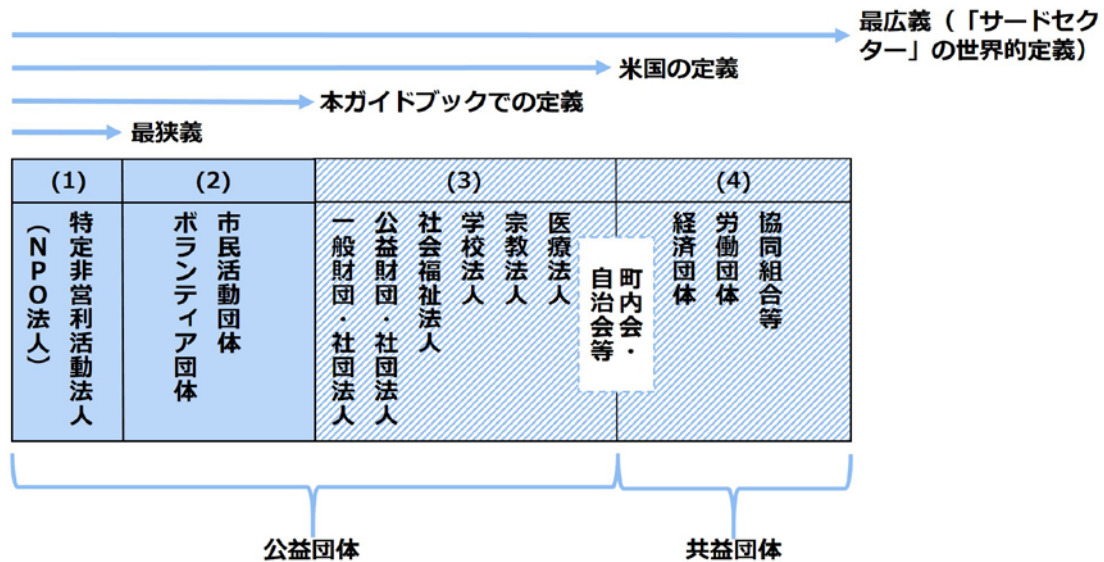 最広義（「サードセク
ター」の世界的定義）
米国の定義
本ガイドブックでの定義
最狭義
(1)
(2)
(3)
(4)
特定非営利活動法人
（NPO法人）
市民活動団体
ボランティア団体
一般財団・社団法人
公益財団・社団法人
社会福祉法人
学校法人
宗教法人
医療法人
町内会・
自治会等
経済団体
労働団体
協同組合等
公益団体
共益団体